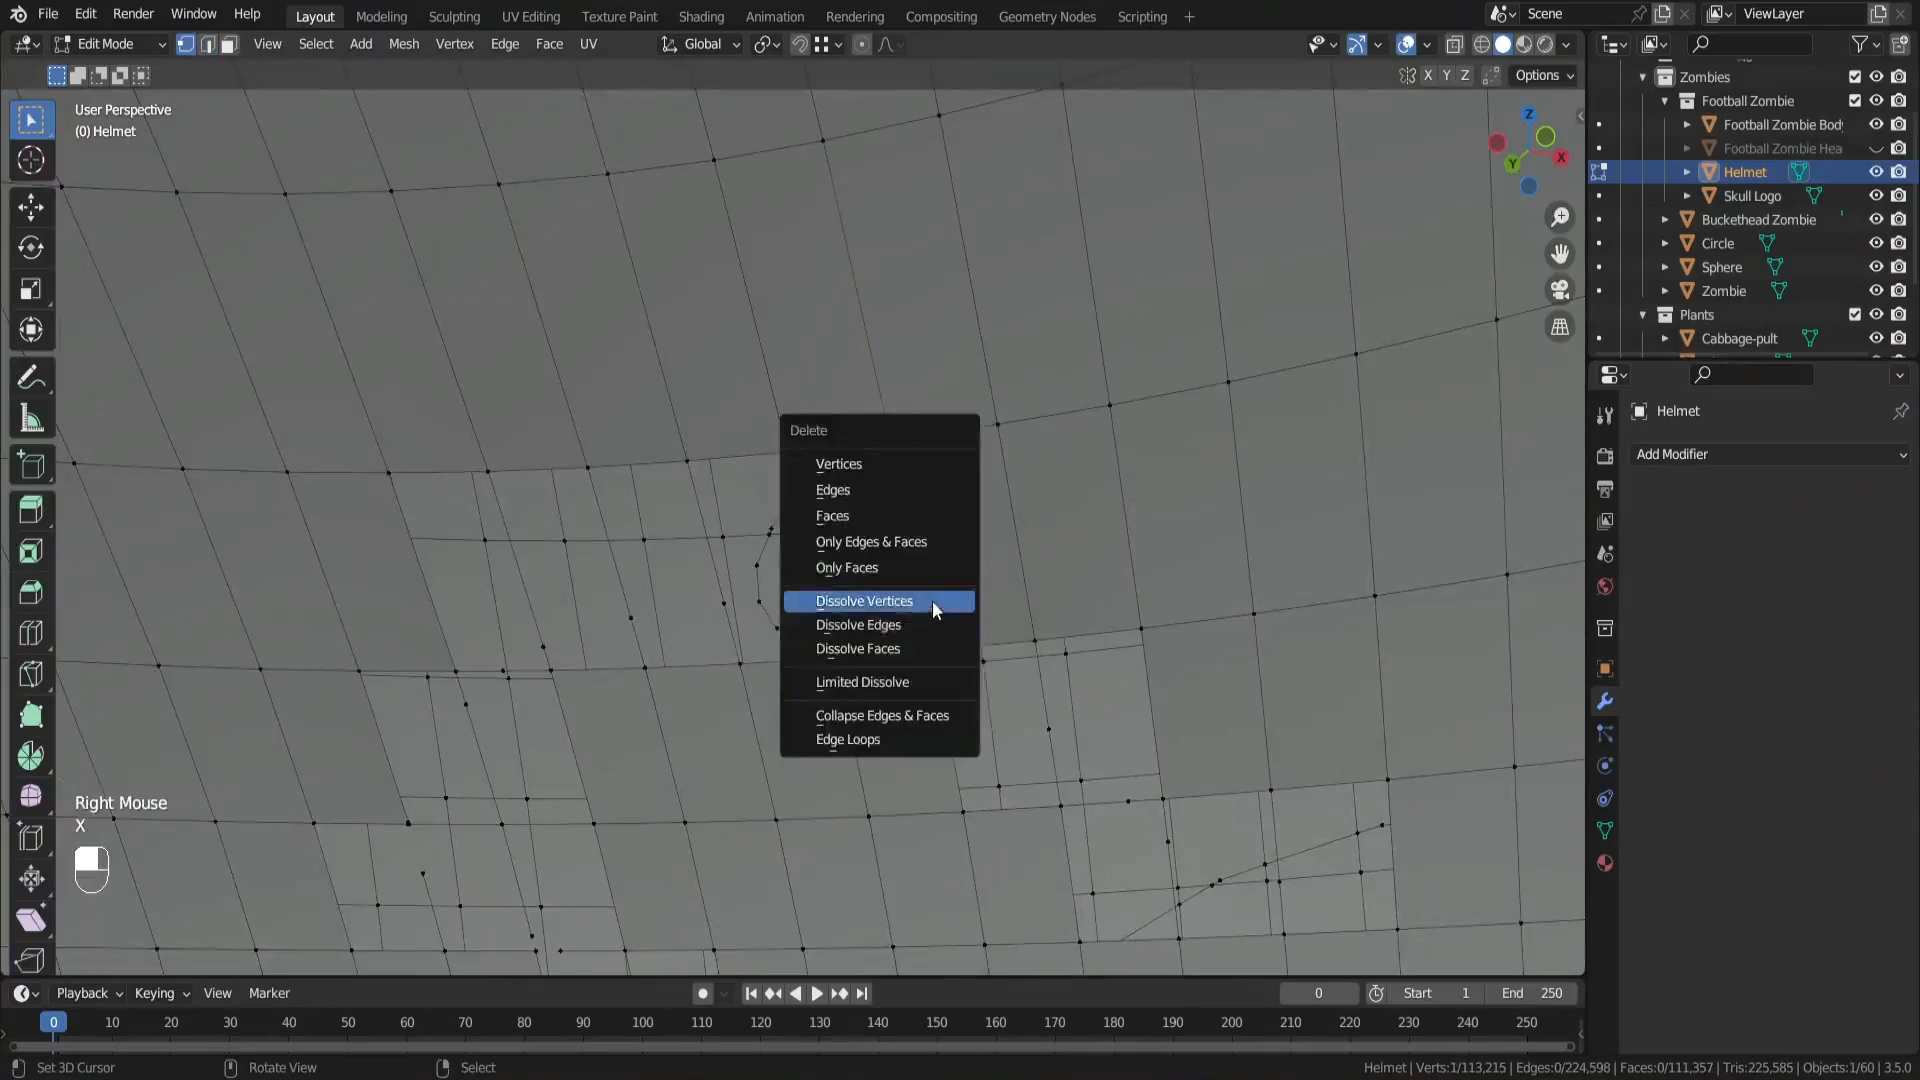 File Edit Render Window Help Layout Modeling Sculpting UV Editing Texture Paint Shading Animation Rendering Compositing Geometry Nodes Scripting + Scene ViewLayer
Edit Mode View Select Add Mesh Vertex Edge Face UV Global
X Y Z Options
User Perspective
(0) Helmet
Z
X
Y
Zombies
Football Zombie
Football Zombie Body
Football Zombie Hea
Helmet
Skull Logo
Buckethead Zombie
Circle
Sphere
Zombie
Plants
Cabbage-pult
Helmet
Add Modifier
Delete
Vertices
Edges
Faces
Only Edges & Faces
Only Faces
Dissolve Vertices
Dissolve Edges
Dissolve Faces
Limited Dissolve
Collapse Edges & Faces
Edge Loops
Right Mouse
X
Playback Keying View Marker 0 Start 1 End 250
0 10 20 30 40 50 60 70 80 90 100 110 120 130 140 150 160 170 180 190 200 210 220 230 240 250
Set 3D Cursor Rotate View Select Helmet | Verts:1/113,215 | Edges:0/224,598 | Faces:0/111,357 | Tris:225,585 | Objects:1/60 | 3.5.0